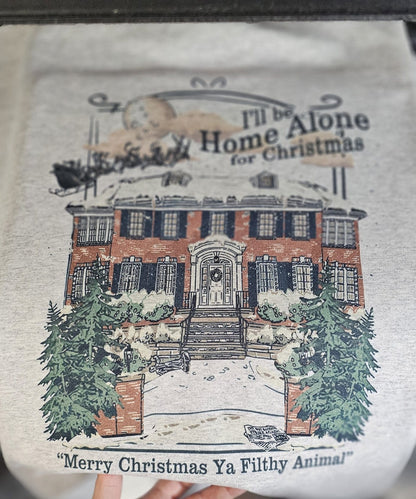 I'll be
Home Alone
for Christmas
"Merry Christmas Ya Filthy Animal"